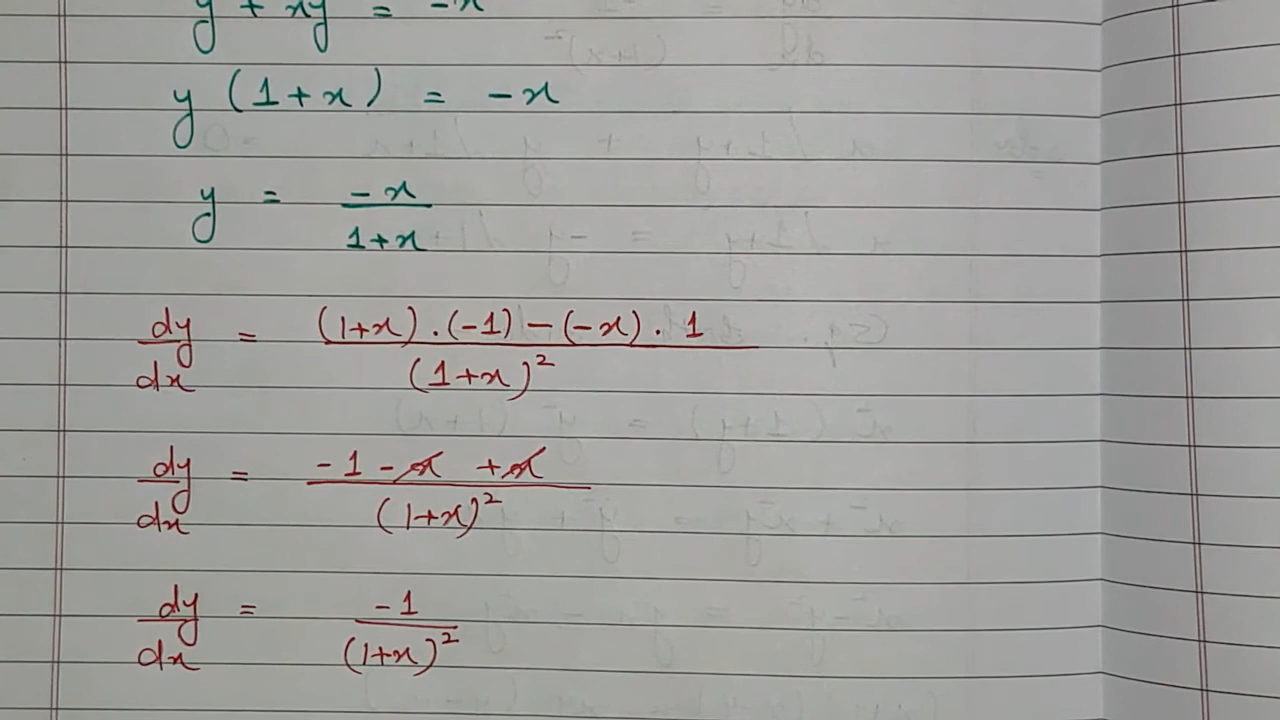 y + xy = -x
y (1+x) = -x
y = -x / 1+x
dy/dx = (1+x).(-1)-(-x).1 / (1+x)²
dy/dx = -1 -x +x / (1+x)²
dy/dx = -1 / (1+x)²